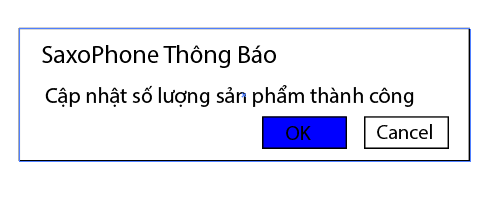 SaxoPhone Thông Báo
Cập nhật số lượng sản phẩm thành công
OK Cancel